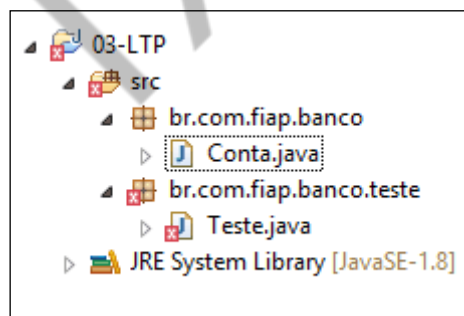 03-LTP
src
br.com.fiap.banco
Conta.java
br.com.fiap.banco.teste
Teste.java
JRE System Library [JavaSE-1.8]